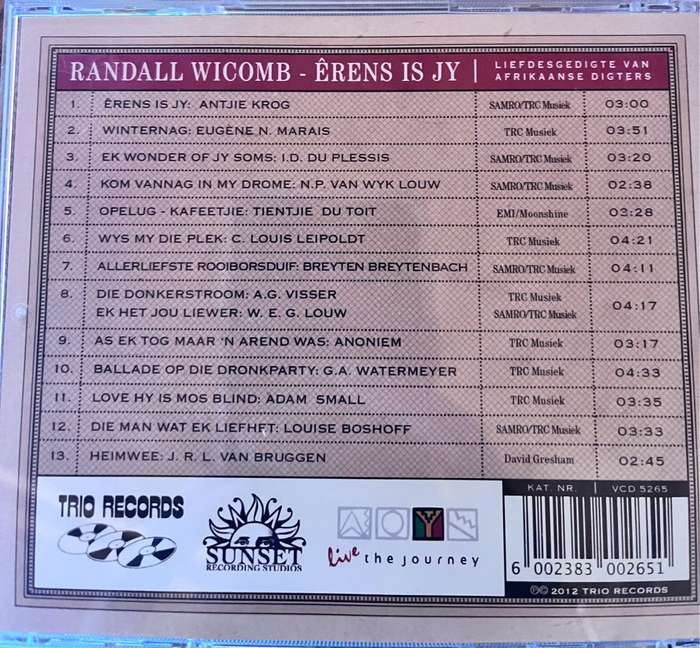 RANDALL WICOMB - ÊRENS IS JY | LIEFDESGEDIGTE VAN AFRIKAANSE DIGTERS
1. ÊRENS IS JY: ANTJIE KROG SAMRO/TRC Musiek 03:00
2. WINTERNAG: EUGÈNE N. MARAIS TRC Musiek 03:51
3. EK WONDER OF JY SOMS: I.D. DU PLESSIS SAMRO/TRC Musiek 03:20
4. KOM VANNAG IN MY DROME: N.P. VAN WYK LOUW SAMRO/TRC Musiek 02:38
5. OPELUG - KAFEETJIE: TIENTJIE DU TOIT EMI/Moonshine 03:28
6. WYS MY DIE PLEK: C. LOUIS LEIPOLDT TRC Musiek 04:21
7. ALLERLIEFSTE ROOIBORSDUIF: BREYTEN BREYTENBACH SAMRO/TRC Musiek 04:11
8. DIE DONKERSTROOM: A.G. VISSER TRC Musiek 04:17
EK HET JOU LIEWER: W. E. G. LOUW SAMRO/TRC Musiek
9. AS EK TOG MAAR 'N AREND WAS: ANONIEM TRC Musiek 03:17
10. BALLADE OP DIE DRONKPARTY: G.A. WATERMEYER TRC Musiek 04:33
11. LOVE HY IS MOS BLIND: ADAM SMALL TRC Musiek 03:35
12. DIE MAN WAT EK LIEFHET: LOUISE BOSHOFF SAMRO/TRC Musiek 03:33
13. HEIMWEE: J. R. L. VAN BRUGGEN David Gresham 02:45
KAT. NR. | VCD 5265
TRIO RECORDS
SUNSET
RECORDING STUDIOS
live the journey
6 002383 002651
℗© 2012 TRIO RECORDS